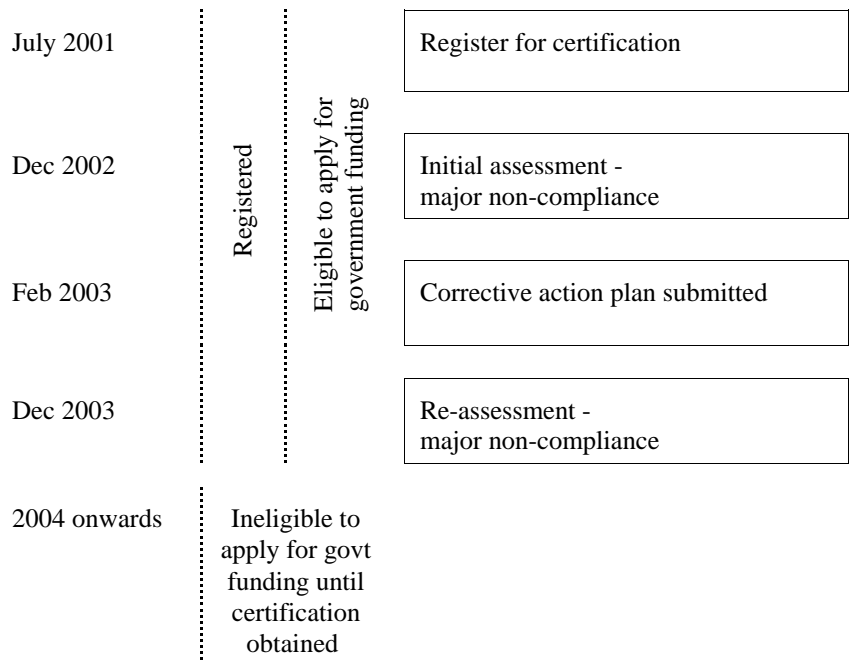 July 2001
Register for certification
Registered
Eligible to apply for
government funding
Dec 2002
Initial assessment -
major non-compliance
Feb 2003
Corrective action plan submitted
Dec 2003
Re-assessment -
major non-compliance
2004 onwards
Ineligible to
apply for govt
funding until
certification
obtained